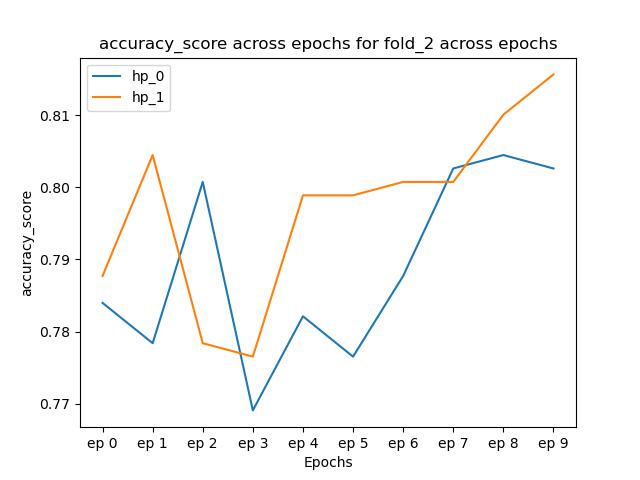 accuracy_score across epochs for fold_2 across epochs
hp_0
hp_1
accuracy_score
0.81
0.80
0.79
0.78
0.77
ep 0 ep 1 ep 2 ep 3 ep 4 ep 5 ep 6 ep 7 ep 8 ep 9
Epochs